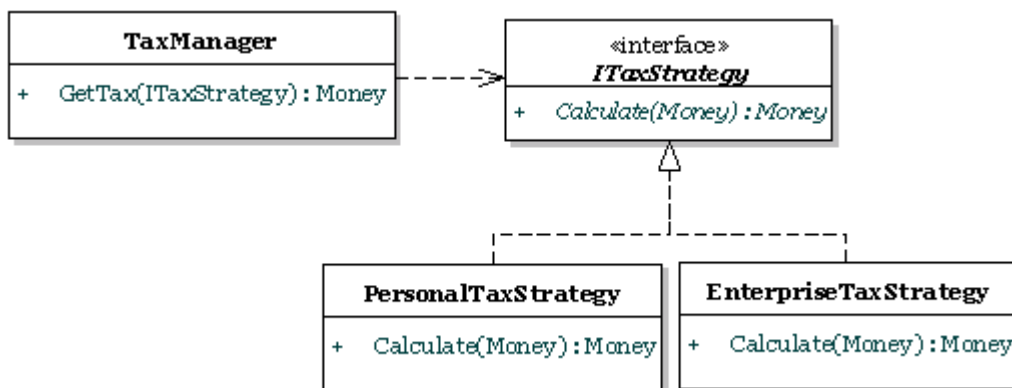 TaxManager
+ GetTax(ITaxStrategy) : Money
«interface»
ITaxStrategy
+ Calculate(Money) : Money
PersonalTaxStrategy
+ Calculate(Money) : Money
EnterpriseTaxStrategy
+ Calculate(Money) : Money